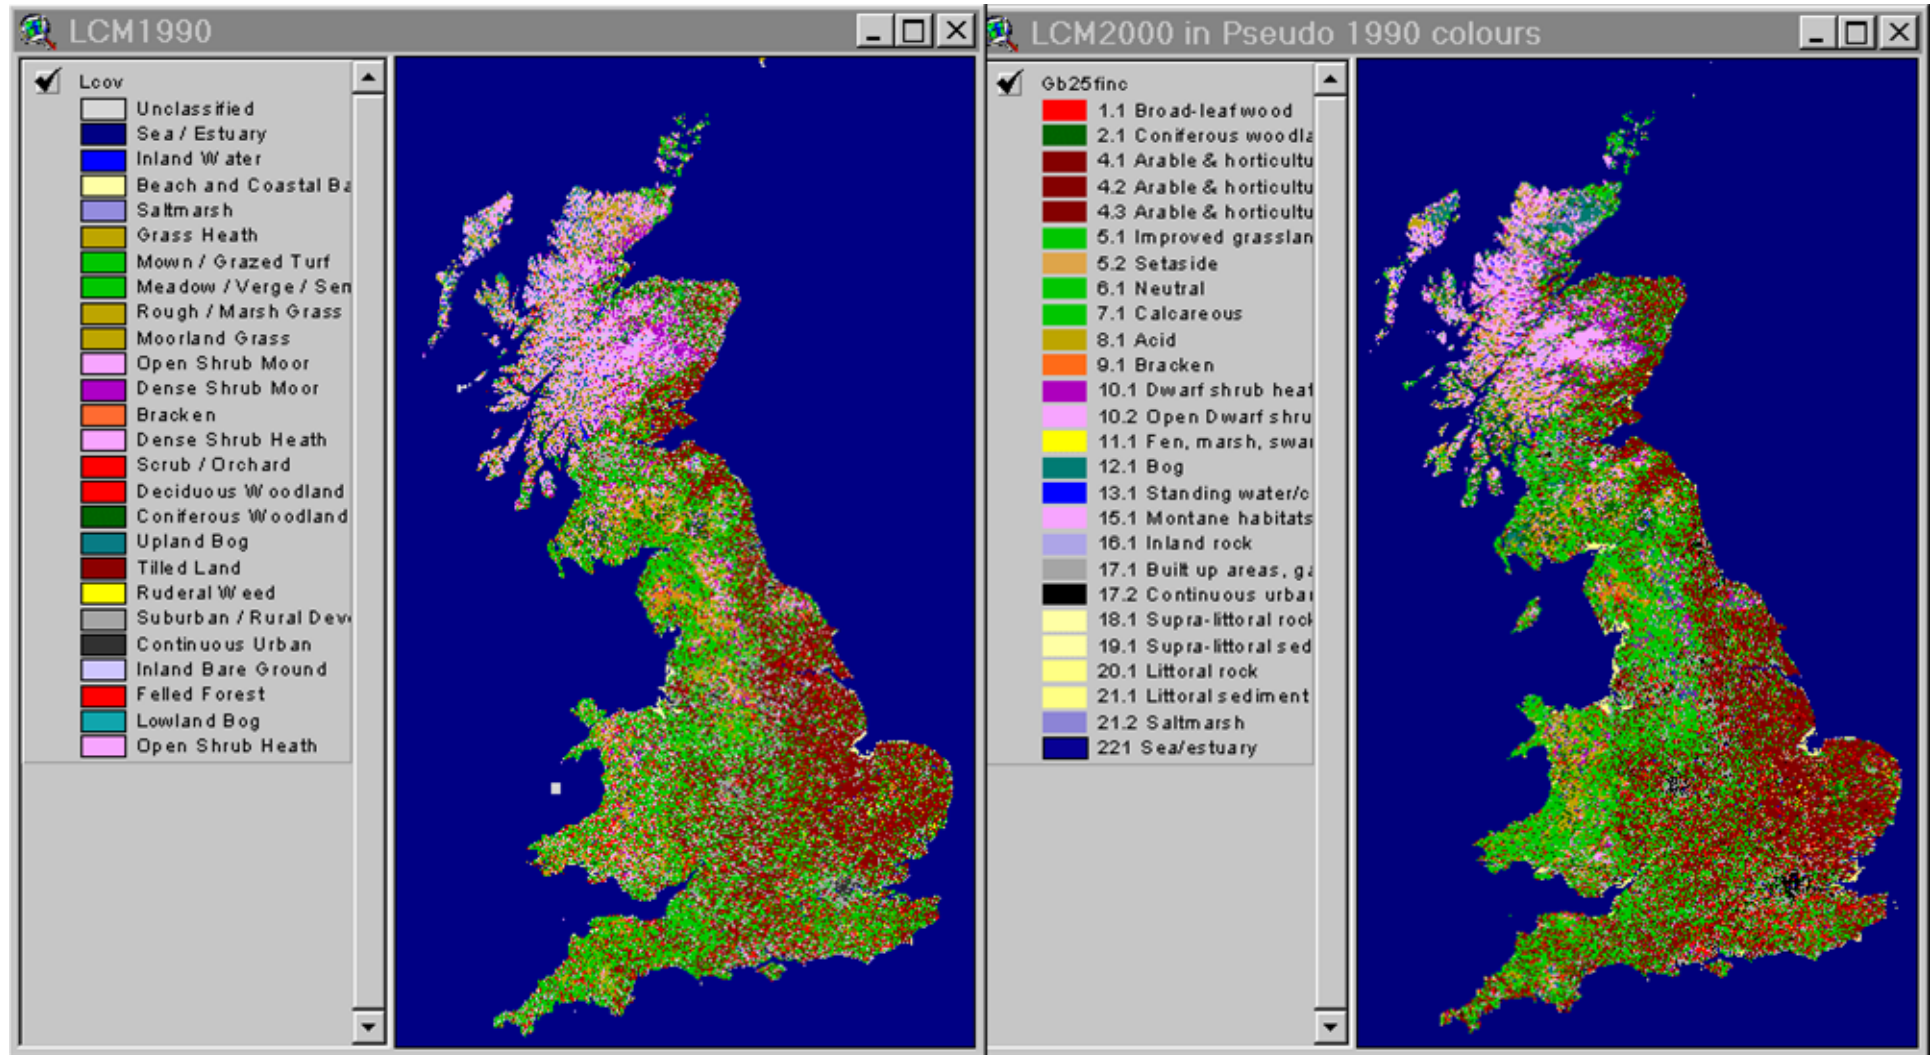 LCM1990
Lcov
Unclassified
Sea / Estuary
Inland Water
Beach and Coastal Ba
Saltmarsh
Grass Heath
Mown / Grazed Turf
Meadow / Verge / Sem
Rough / Marsh Grass
Moorland Grass
Open Shrub Moor
Dense Shrub Moor
Bracken
Dense Shrub Heath
Scrub / Orchard
Deciduous Woodland
Coniferous Woodland
Upland Bog
Tilled Land
Ruderal Weed
Suburban / Rural Deve
Continuous Urban
Inland Bare Ground
Felled Forest
Lowland Bog
Open Shrub Heath
LCM2000 in Pseudo 1990 colours
Gb25finc
1.1 Broad-leaf wood
2.1 Coniferous woodla
4.1 Arable & horticultu
4.2 Arable & horticultu
4.3 Arable & horticultu
5.1 Improved grasslan
5.2 Setaside
6.1 Neutral
7.1 Calcareous
8.1 Acid
9.1 Bracken
10.1 Dwarf shrub heat
10.2 Open Dwarf shru
11.1 Fen, marsh, swam
12.1 Bog
13.1 Standing water/c
15.1 Montane habitats
16.1 Inland rock
17.1 Built up areas, ga
17.2 Continuous urban
18.1 Supra-littoral rock
19.1 Supra-littoral sed
20.1 Littoral rock
21.1 Littoral sediment
21.2 Saltmarsh
221 Sea/estuary